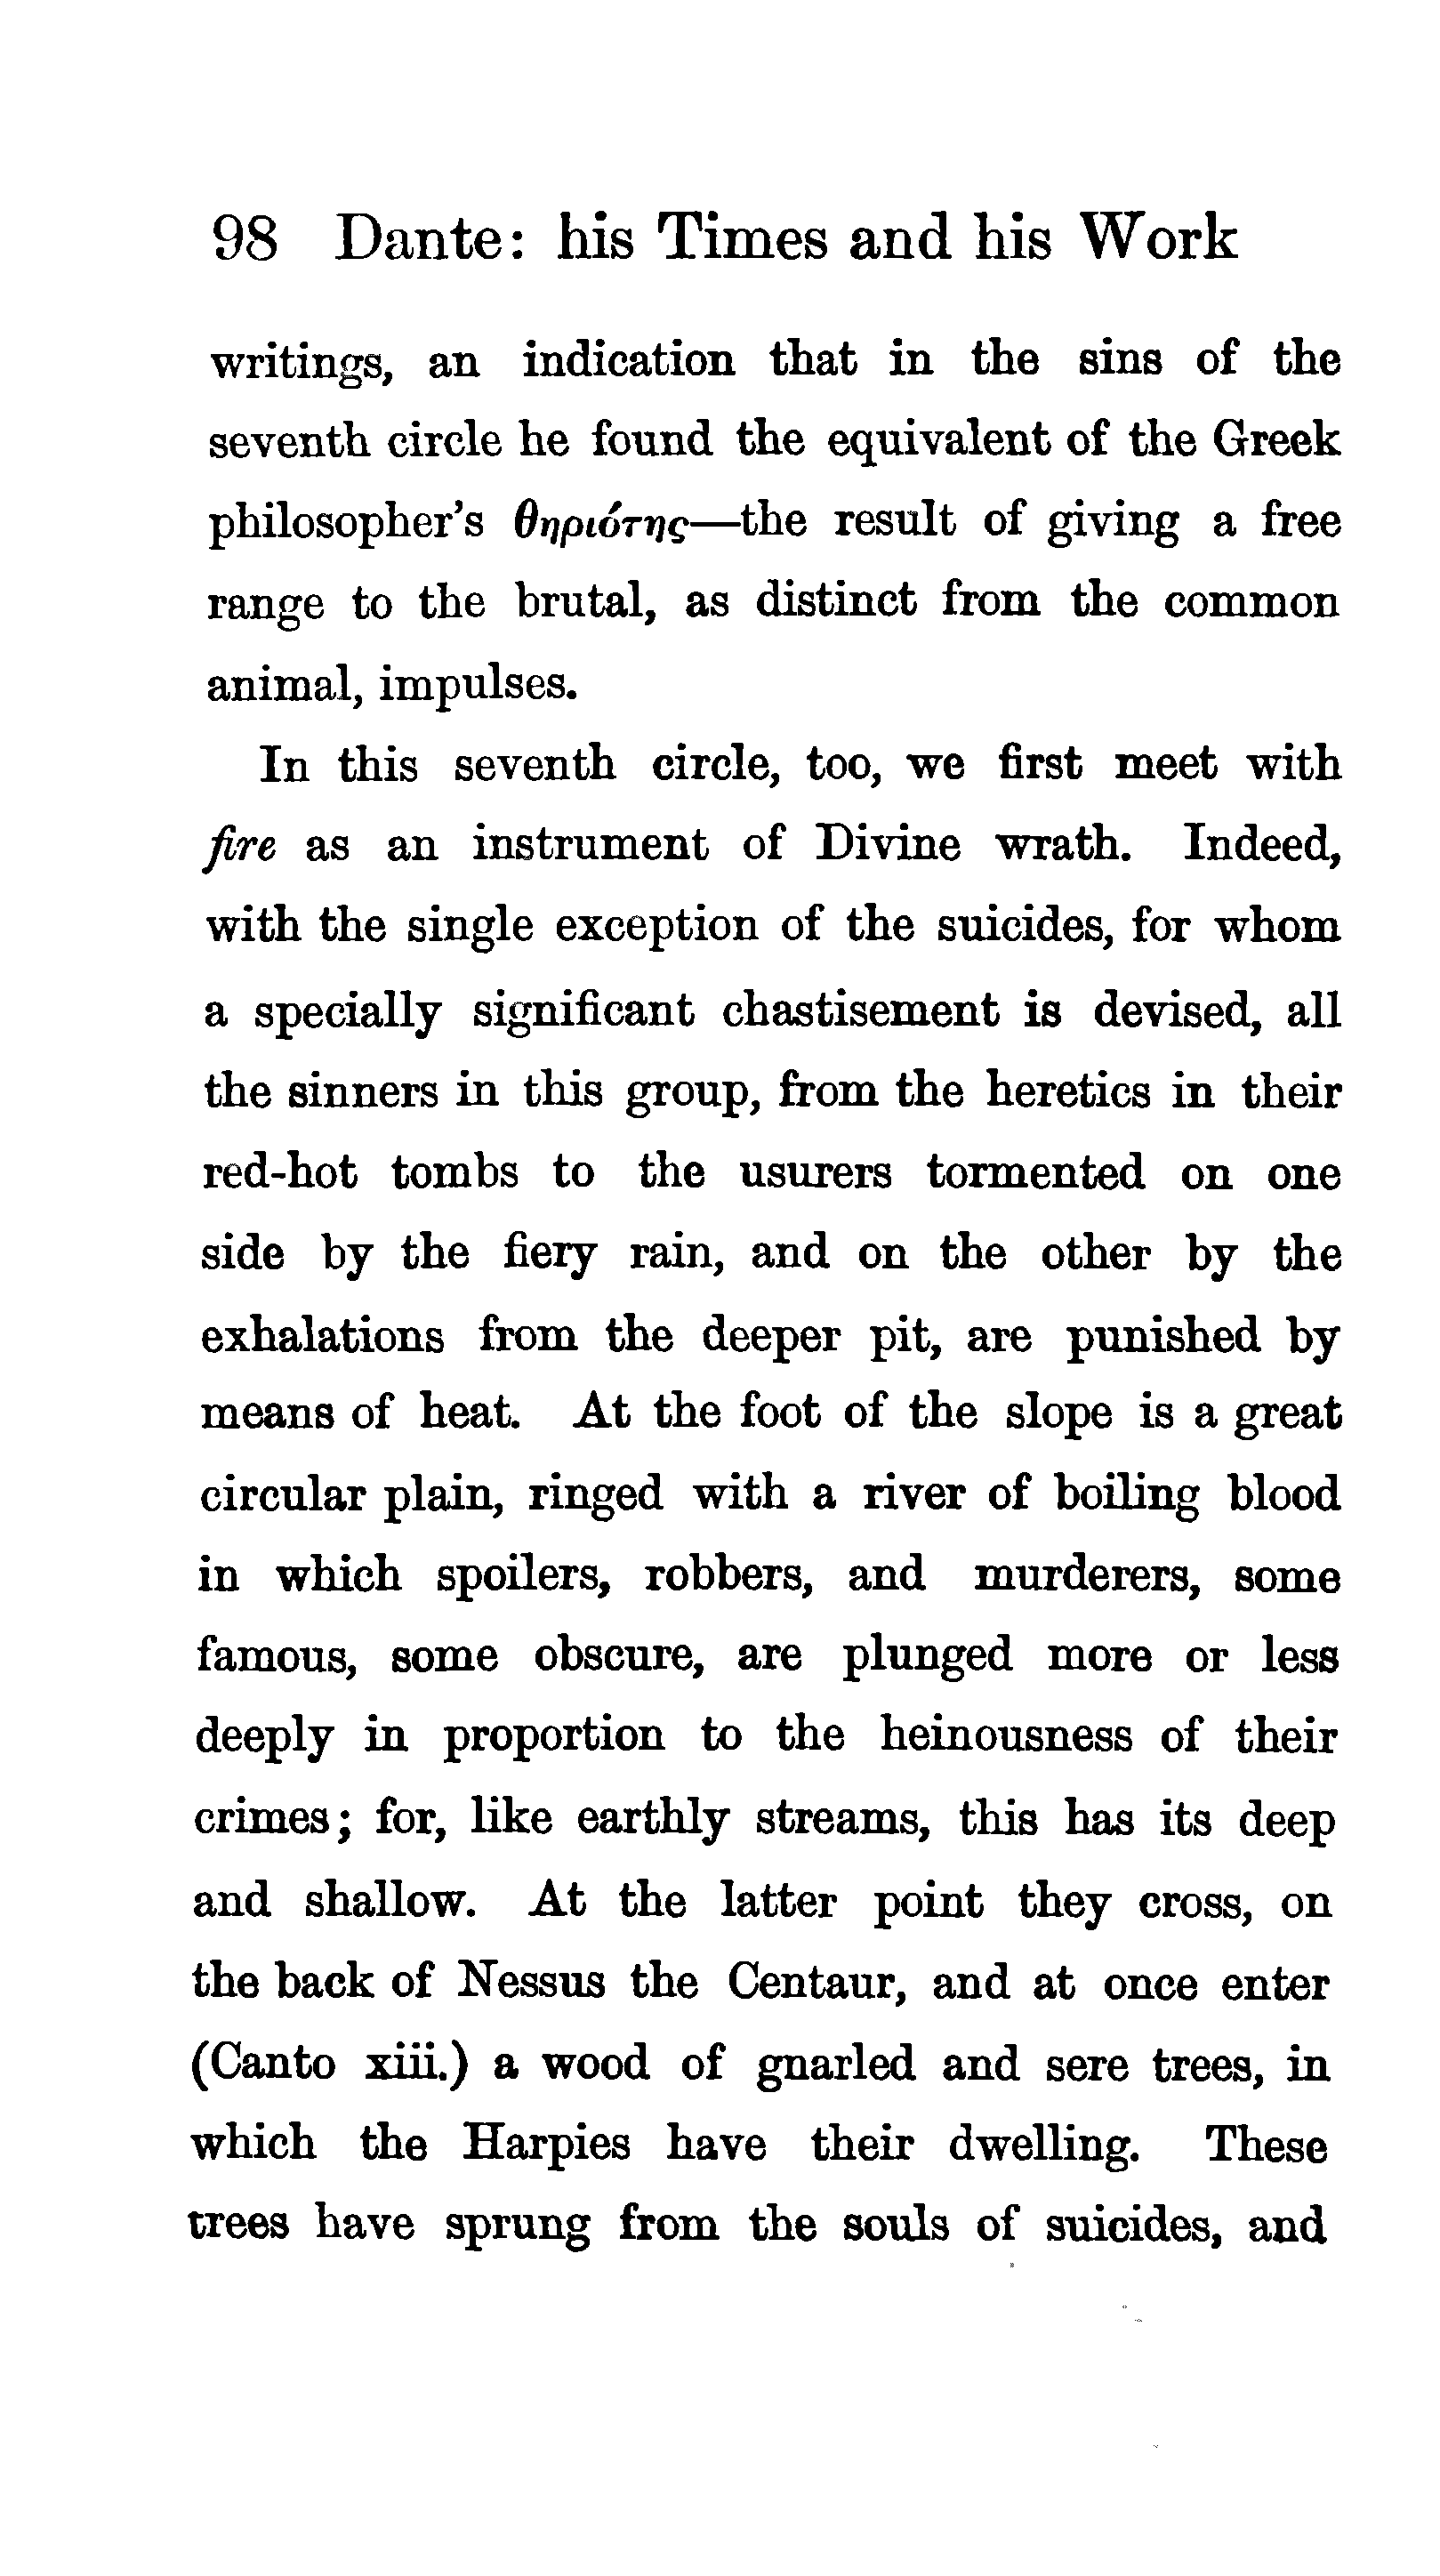 98 Dante: his Times and his Work
writings, an indication that in the sins of the
seventh circle he found the equivalent of the Greek
philosopher's θηριότης—the result of giving a free
range to the brutal, as distinct from the common
animal, impulses.
In this seventh circle, too, we first meet with
fire as an instrument of Divine wrath. Indeed,
with the single exception of the suicides, for whom
a specially significant chastisement is devised, all
the sinners in this group, from the heretics in their
red-hot tombs to the usurers tormented on one
side by the fiery rain, and on the other by the
exhalations from the deeper pit, are punished by
means of heat. At the foot of the slope is a great
circular plain, ringed with a river of boiling blood
in which spoilers, robbers, and murderers, some
famous, some obscure, are plunged more or less
deeply in proportion to the heinousness of their
crimes; for, like earthly streams, this has its deep
and shallow. At the latter point they cross, on
the back of Nessus the Centaur, and at once enter
(Canto xiii.) a wood of gnarled and sere trees, in
which the Harpies have their dwelling. These
trees have sprung from the souls of suicides, and